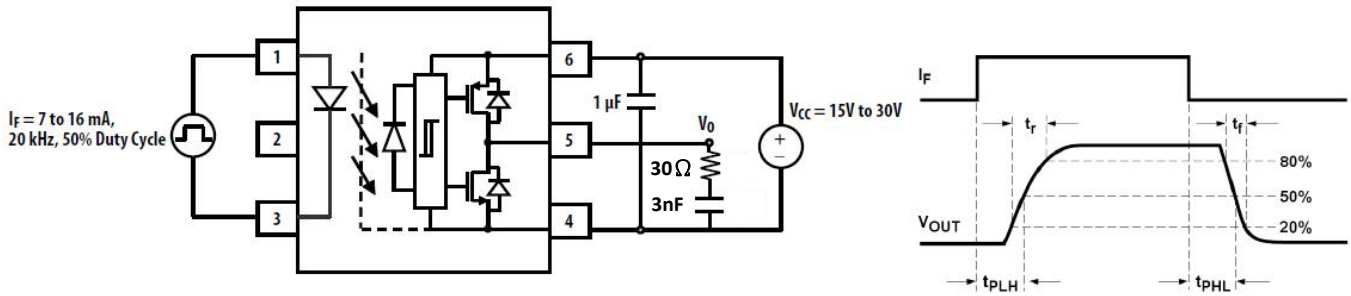 I_F = 7 to 16 mA,
20 kHz, 50% Duty Cycle
1
2
3
6
5
4
1 µF
V_O
30Ω
3nF
V_CC = 15V to 30V
+
−
I_F
t_r
t_f
80%
50%
20%
V_OUT
t_PLH
t_PHL